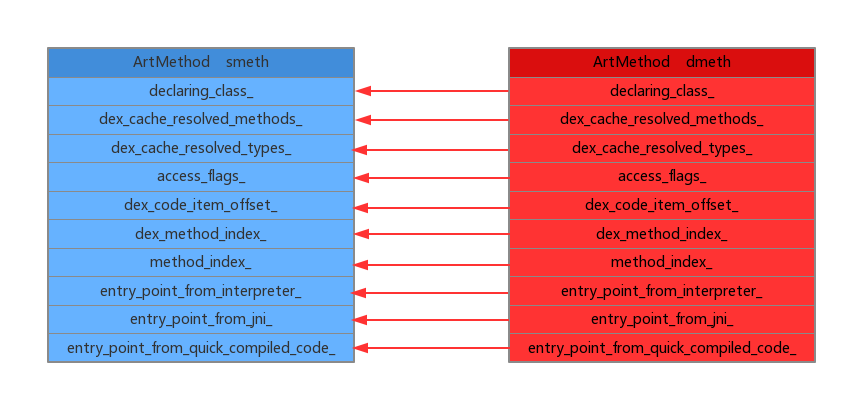 ArtMethod smeth
declaring_class_
dex_cache_resolved_methods_
dex_cache_resolved_types_
access_flags_
dex_code_item_offset_
dex_method_index_
method_index_
entry_point_from_interpreter_
entry_point_from_jni_
entry_point_from_quick_compiled_code_
ArtMethod dmeth
declaring_class_
dex_cache_resolved_methods_
dex_cache_resolved_types_
access_flags_
dex_code_item_offset_
dex_method_index_
method_index_
entry_point_from_interpreter_
entry_point_from_jni_
entry_point_from_quick_compiled_code_